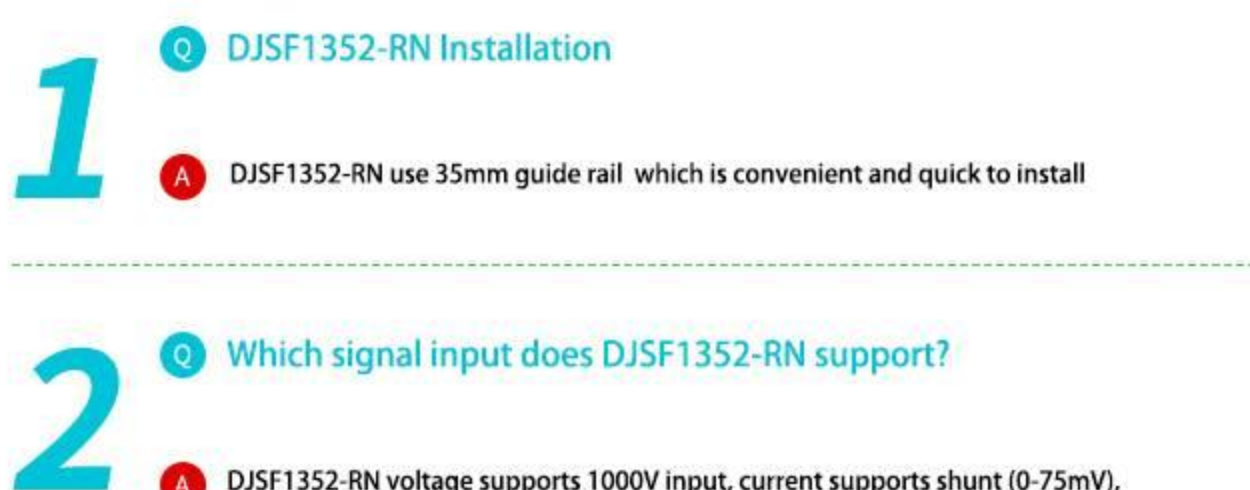 1
Q DJSF1352-RN Installation
A DJSF1352-RN use 35mm guide rail which is convenient and quick to install
2
Q Which signal input does DJSF1352-RN support?
A DJSF1352-RN voltage supports 1000V input, current supports shunt (0-75mV),